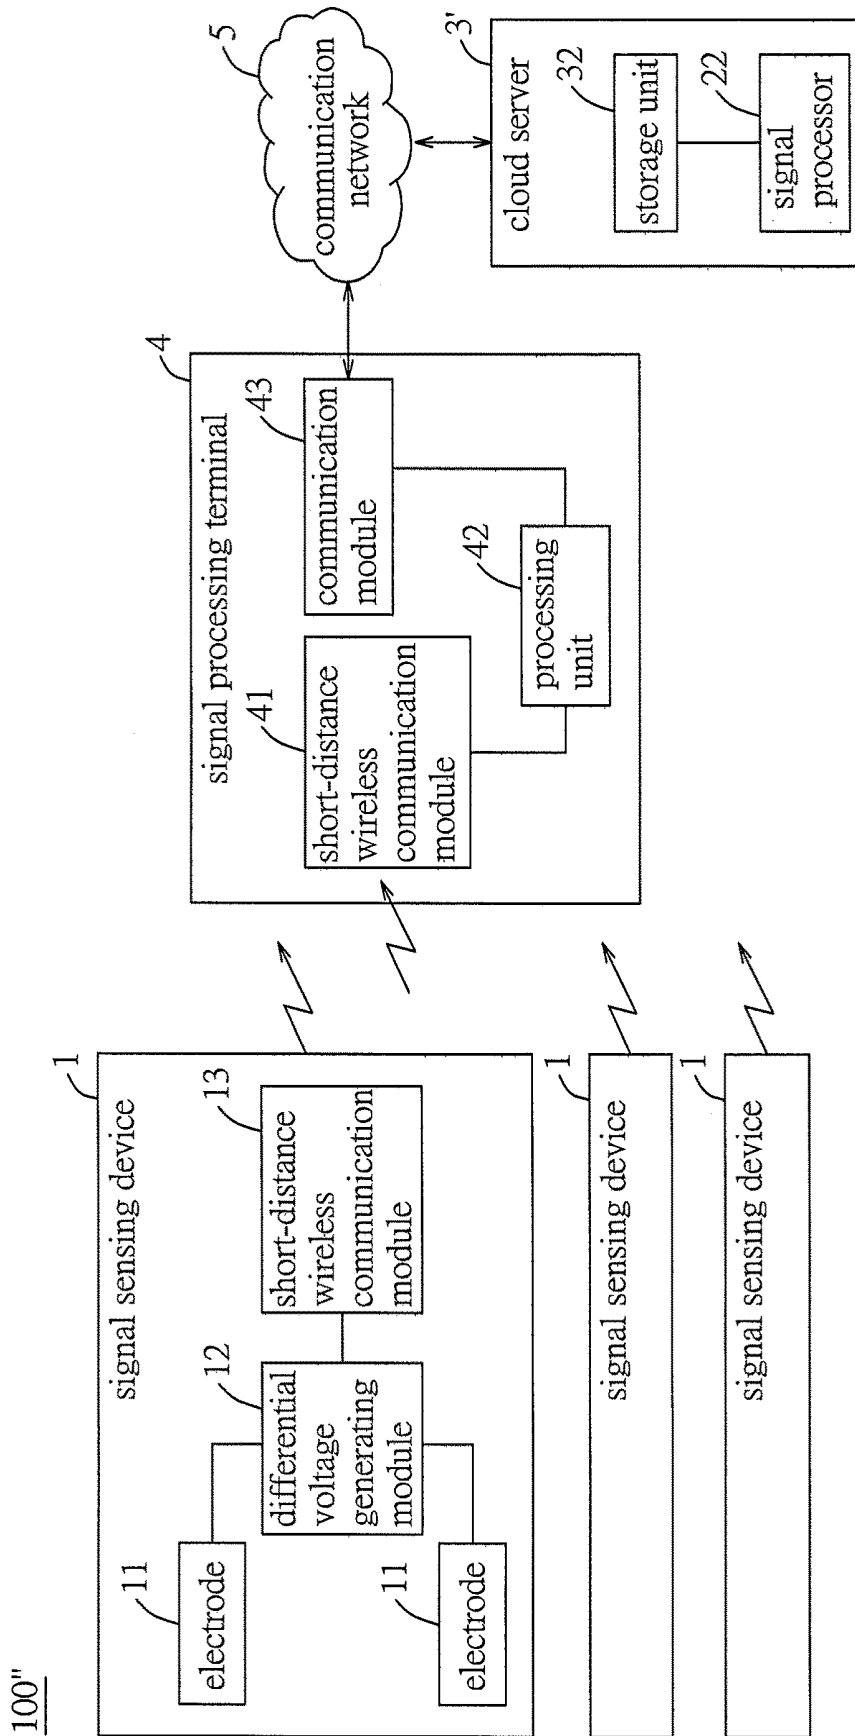 100"
signal sensing device
1
electrode
11
electrode
11
differential
voltage
generating
module
12
short-distance
wireless
communication
module
13
signal sensing device
1
signal sensing device
1
signal processing terminal
4
short-distance
wireless
communication
module
41
communication
module
43
processing
unit
42
communication
network
5
cloud server
3'
storage unit
32
signal
processor
22